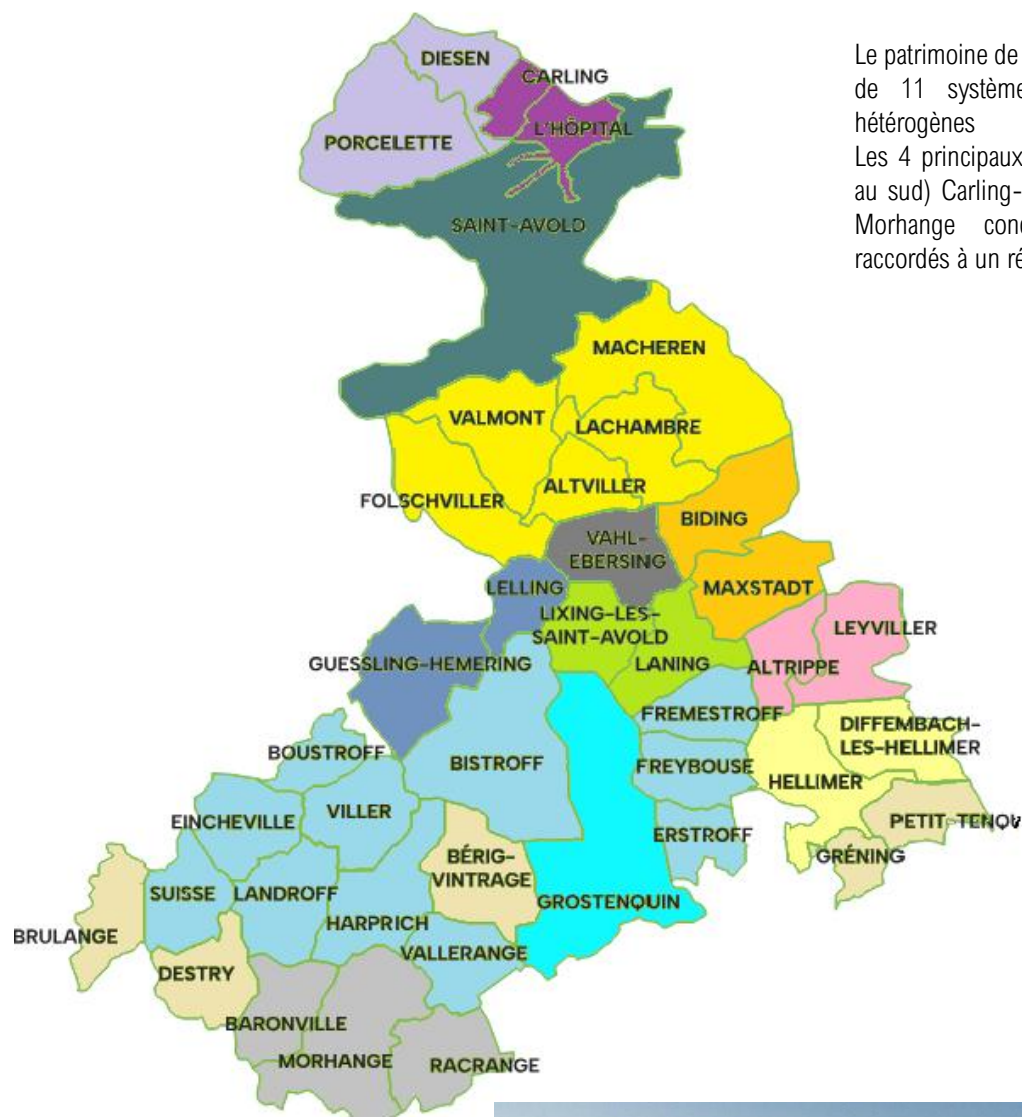 Le patrimoine de
de 11 système
hétérogènes
Les 4 principaux
au sud) Carling-
Morhange conc
raccordés à un ré
DIESEN
CARLING
PORCELETTE
L'HÔPITAL
SAINT-AVOLD
MACHEREN
VALMONT
LACHAMBRE
FOLSCHVILLER
ALTVILLER
BIDING
VAHL-
EBERSING
LELLING
MAXSTADT
LIXING-LES-
SAINT-AVOLD
LEYVILLER
GUESSLING-HEMERING
LANING
ALTRIPPE
FREMESTROFF
DIFFEMBACH-
LES-HELLIMER
BOUSTROFF
BISTROFF
FREYBOUSE
HELLIMER
EINCHEVILLE
VILLER
ERSTROFF
PETIT-TENQU
BÉRIG-
VINTRAGE
GRÉNING
SUISSE
LANDROFF
GROSTENQUIN
HARPRICH
BRULANGE
VALLERANGE
DESTRY
BARONVILLE
MORHANGE
RACRANGE